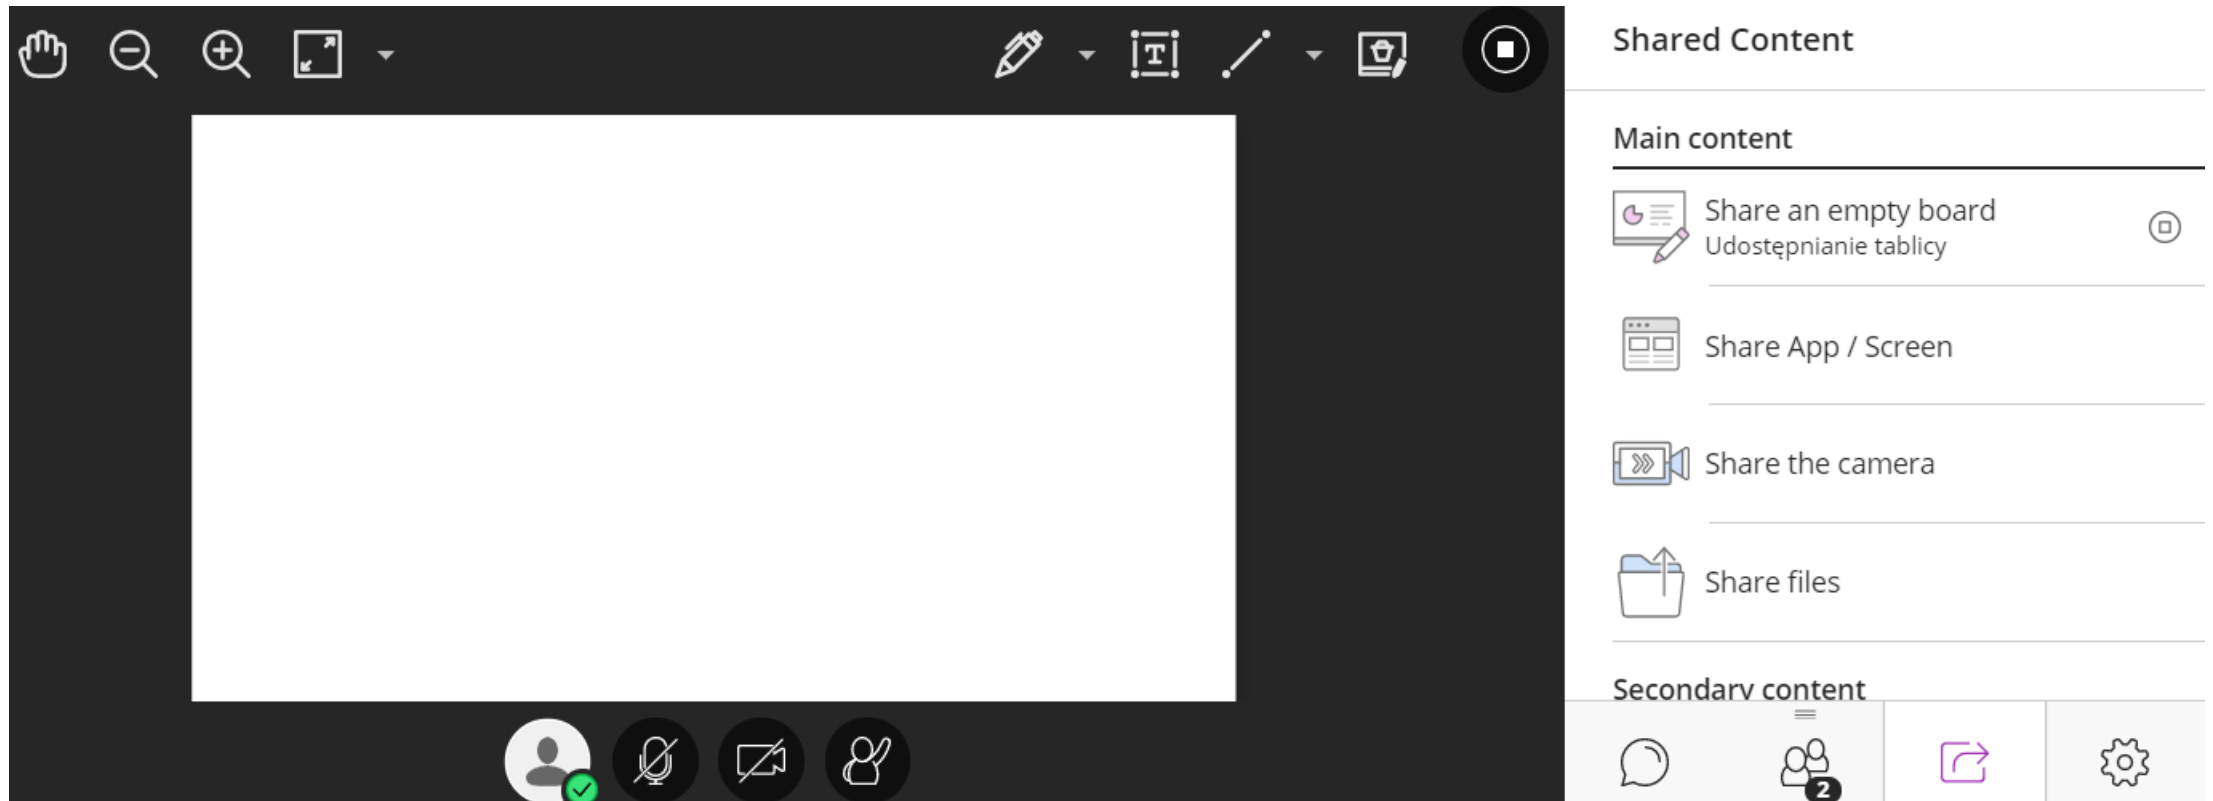 T
Shared Content
Main content
Share an empty board
Udostępnianie tablicy
Share App / Screen
Share the camera
Share files
Secondary content
2